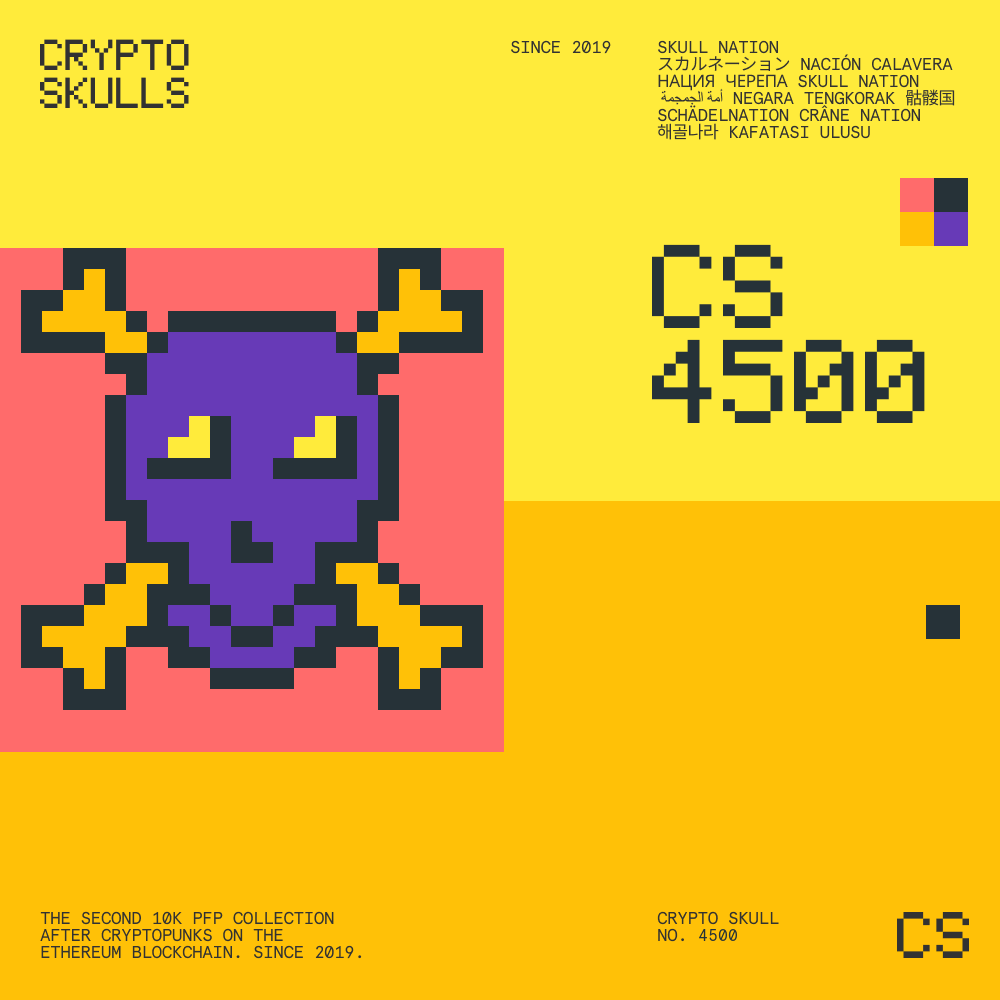 CRYPTO
SKULLS
SINCE 2019
SKULL NATION
スカルネーション NACIÓN CALAVERA
НАЦИЯ ЧЕРЕПА SKULL NATION
أمة الجمجمة NEGARA TENGKORAK 骷髅国
SCHÄDELNATION CRÂNE NATION
해골나라 KAFATASI ULUSU
CS
4500
THE SECOND 10K PFP COLLECTION
AFTER CRYPTOPUNKS ON THE
ETHEREUM BLOCKCHAIN. SINCE 2019.
CRYPTO SKULL
NO. 4500
CS